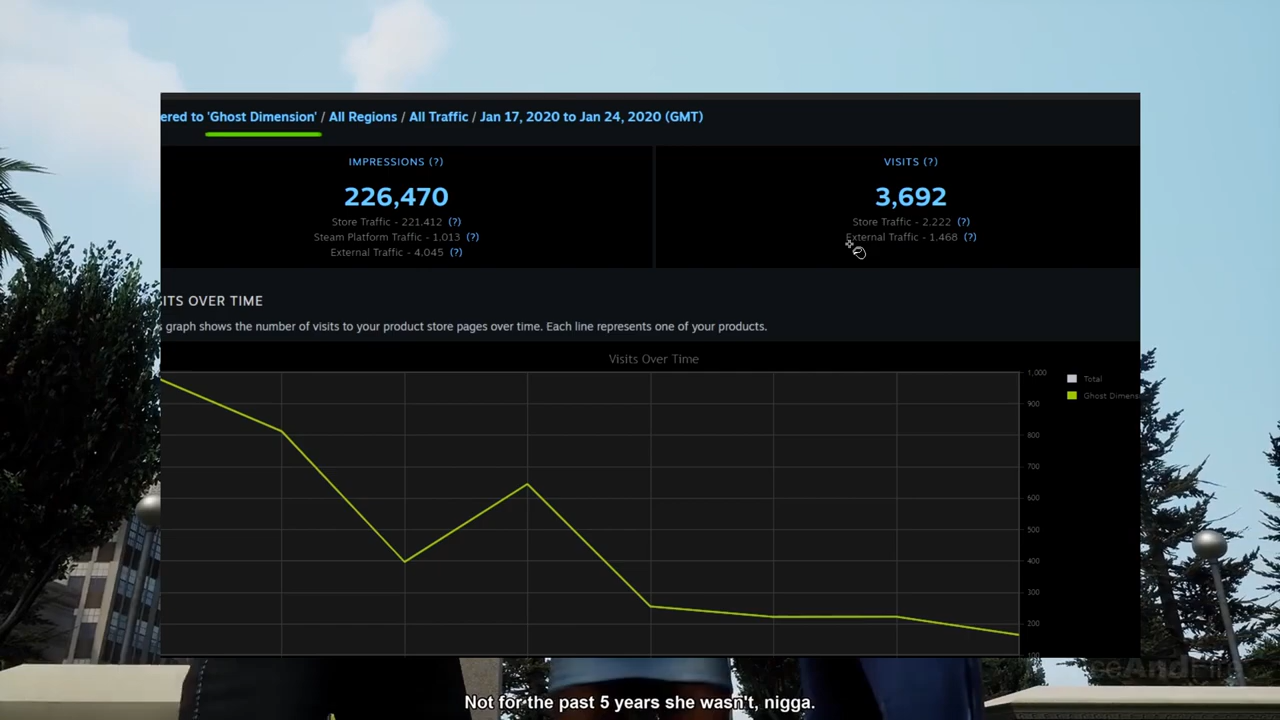 ered to 'Ghost Dimension' / All Regions / All Traffic / Jan 17, 2020 to Jan 24, 2020 (GMT)
IMPRESSIONS (?)
226,470
Store Traffic - 221,412 (?)
Steam Platform Traffic - 1,013 (?)
External Traffic - 4,045 (?)
VISITS (?)
3,692
Store Traffic - 2,222 (?)
External Traffic - 1,468 (?)
ITS OVER TIME
s graph shows the number of visits to your product store pages over time. Each line represents one of your products.
Visits Over Time
1,000
900
800
700
600
500
400
300
200
100
Total
Ghost Dimens
Not for the past 5 years she wasn't, nigga.